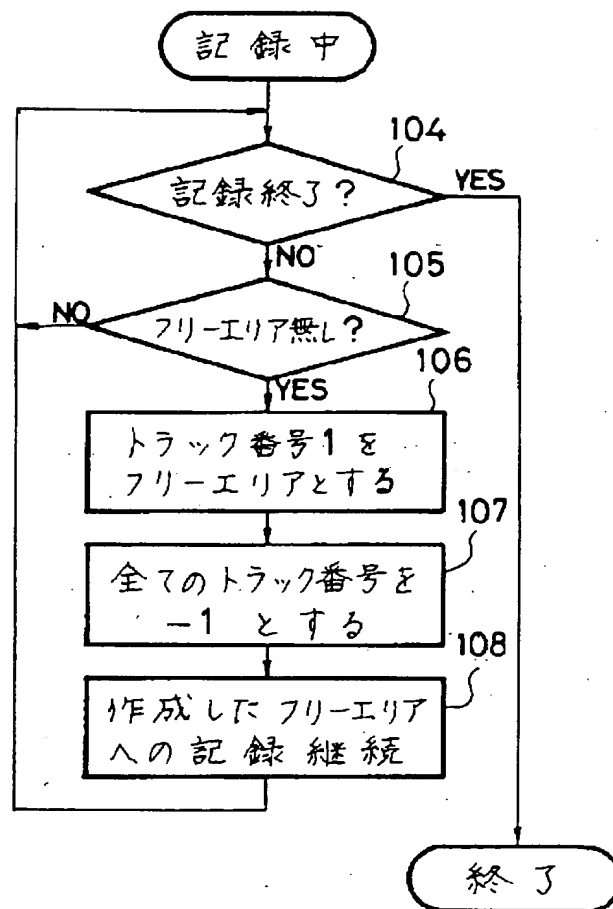 記録中
104
記録終了?
YES
NO
105
NO
フリーエリア無し?
YES
106
トラック番号1を
フリーエリアとする
107
全てのトラック番号を
-1とする
108
作成したフリーエリア
への記録継続
終了